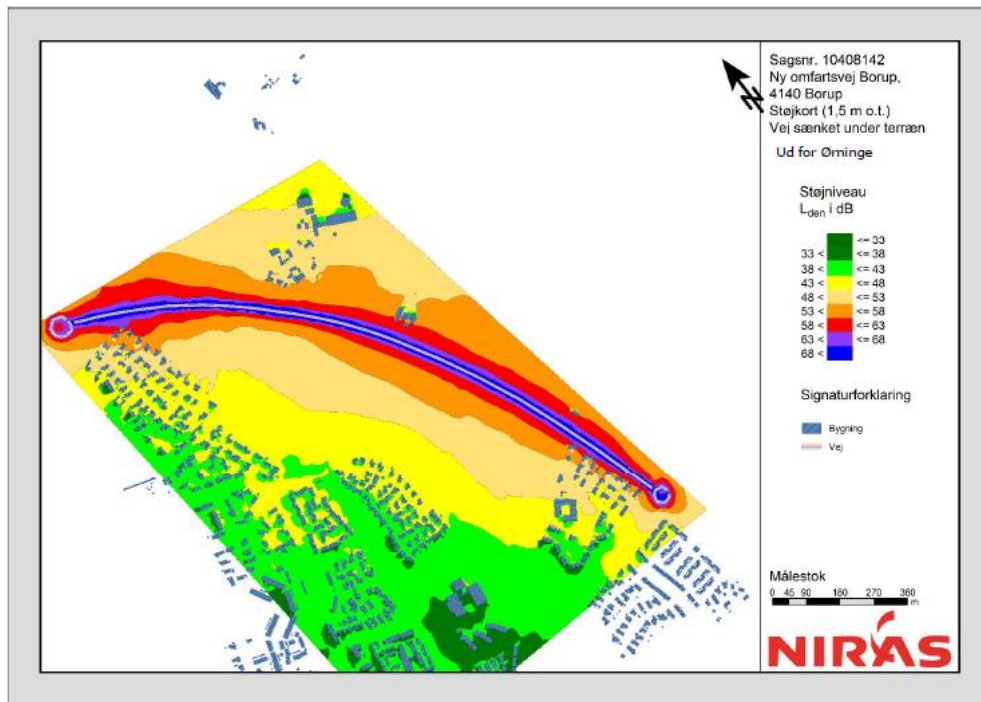 Sagsnr. 10408142
Ny omfartsvej Borup,
4140 Borup
Støjkort (1,5 m o.t.)
Vej sænket under terræn
Ud for Ørninge
N
Støjniveau
Lden i dB
<= 33
33 < <= 38
38 < <= 43
43 < <= 48
48 < <= 53
53 < <= 58
58 < <= 63
63 < <= 68
68 <
Signaturforklaring
Bygning
Vej
Målestok
0 45 90 180 270 360
m
NIRAS